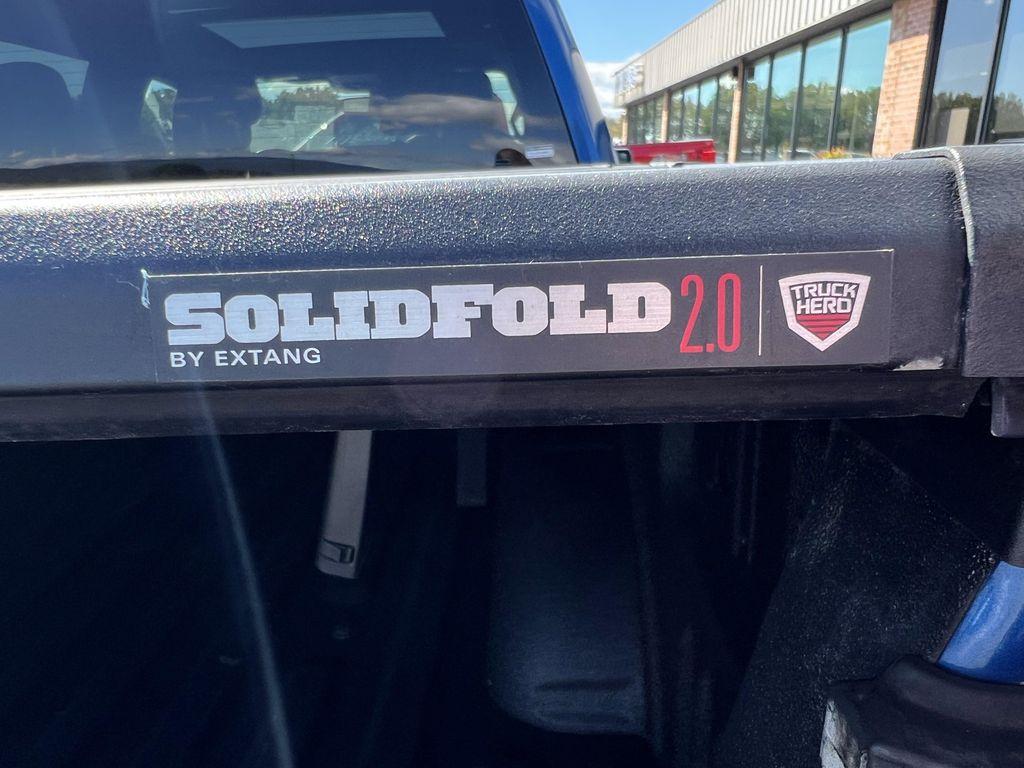 SOLIDFOLD 2.0
BY EXTANG
TRUCK
HERO